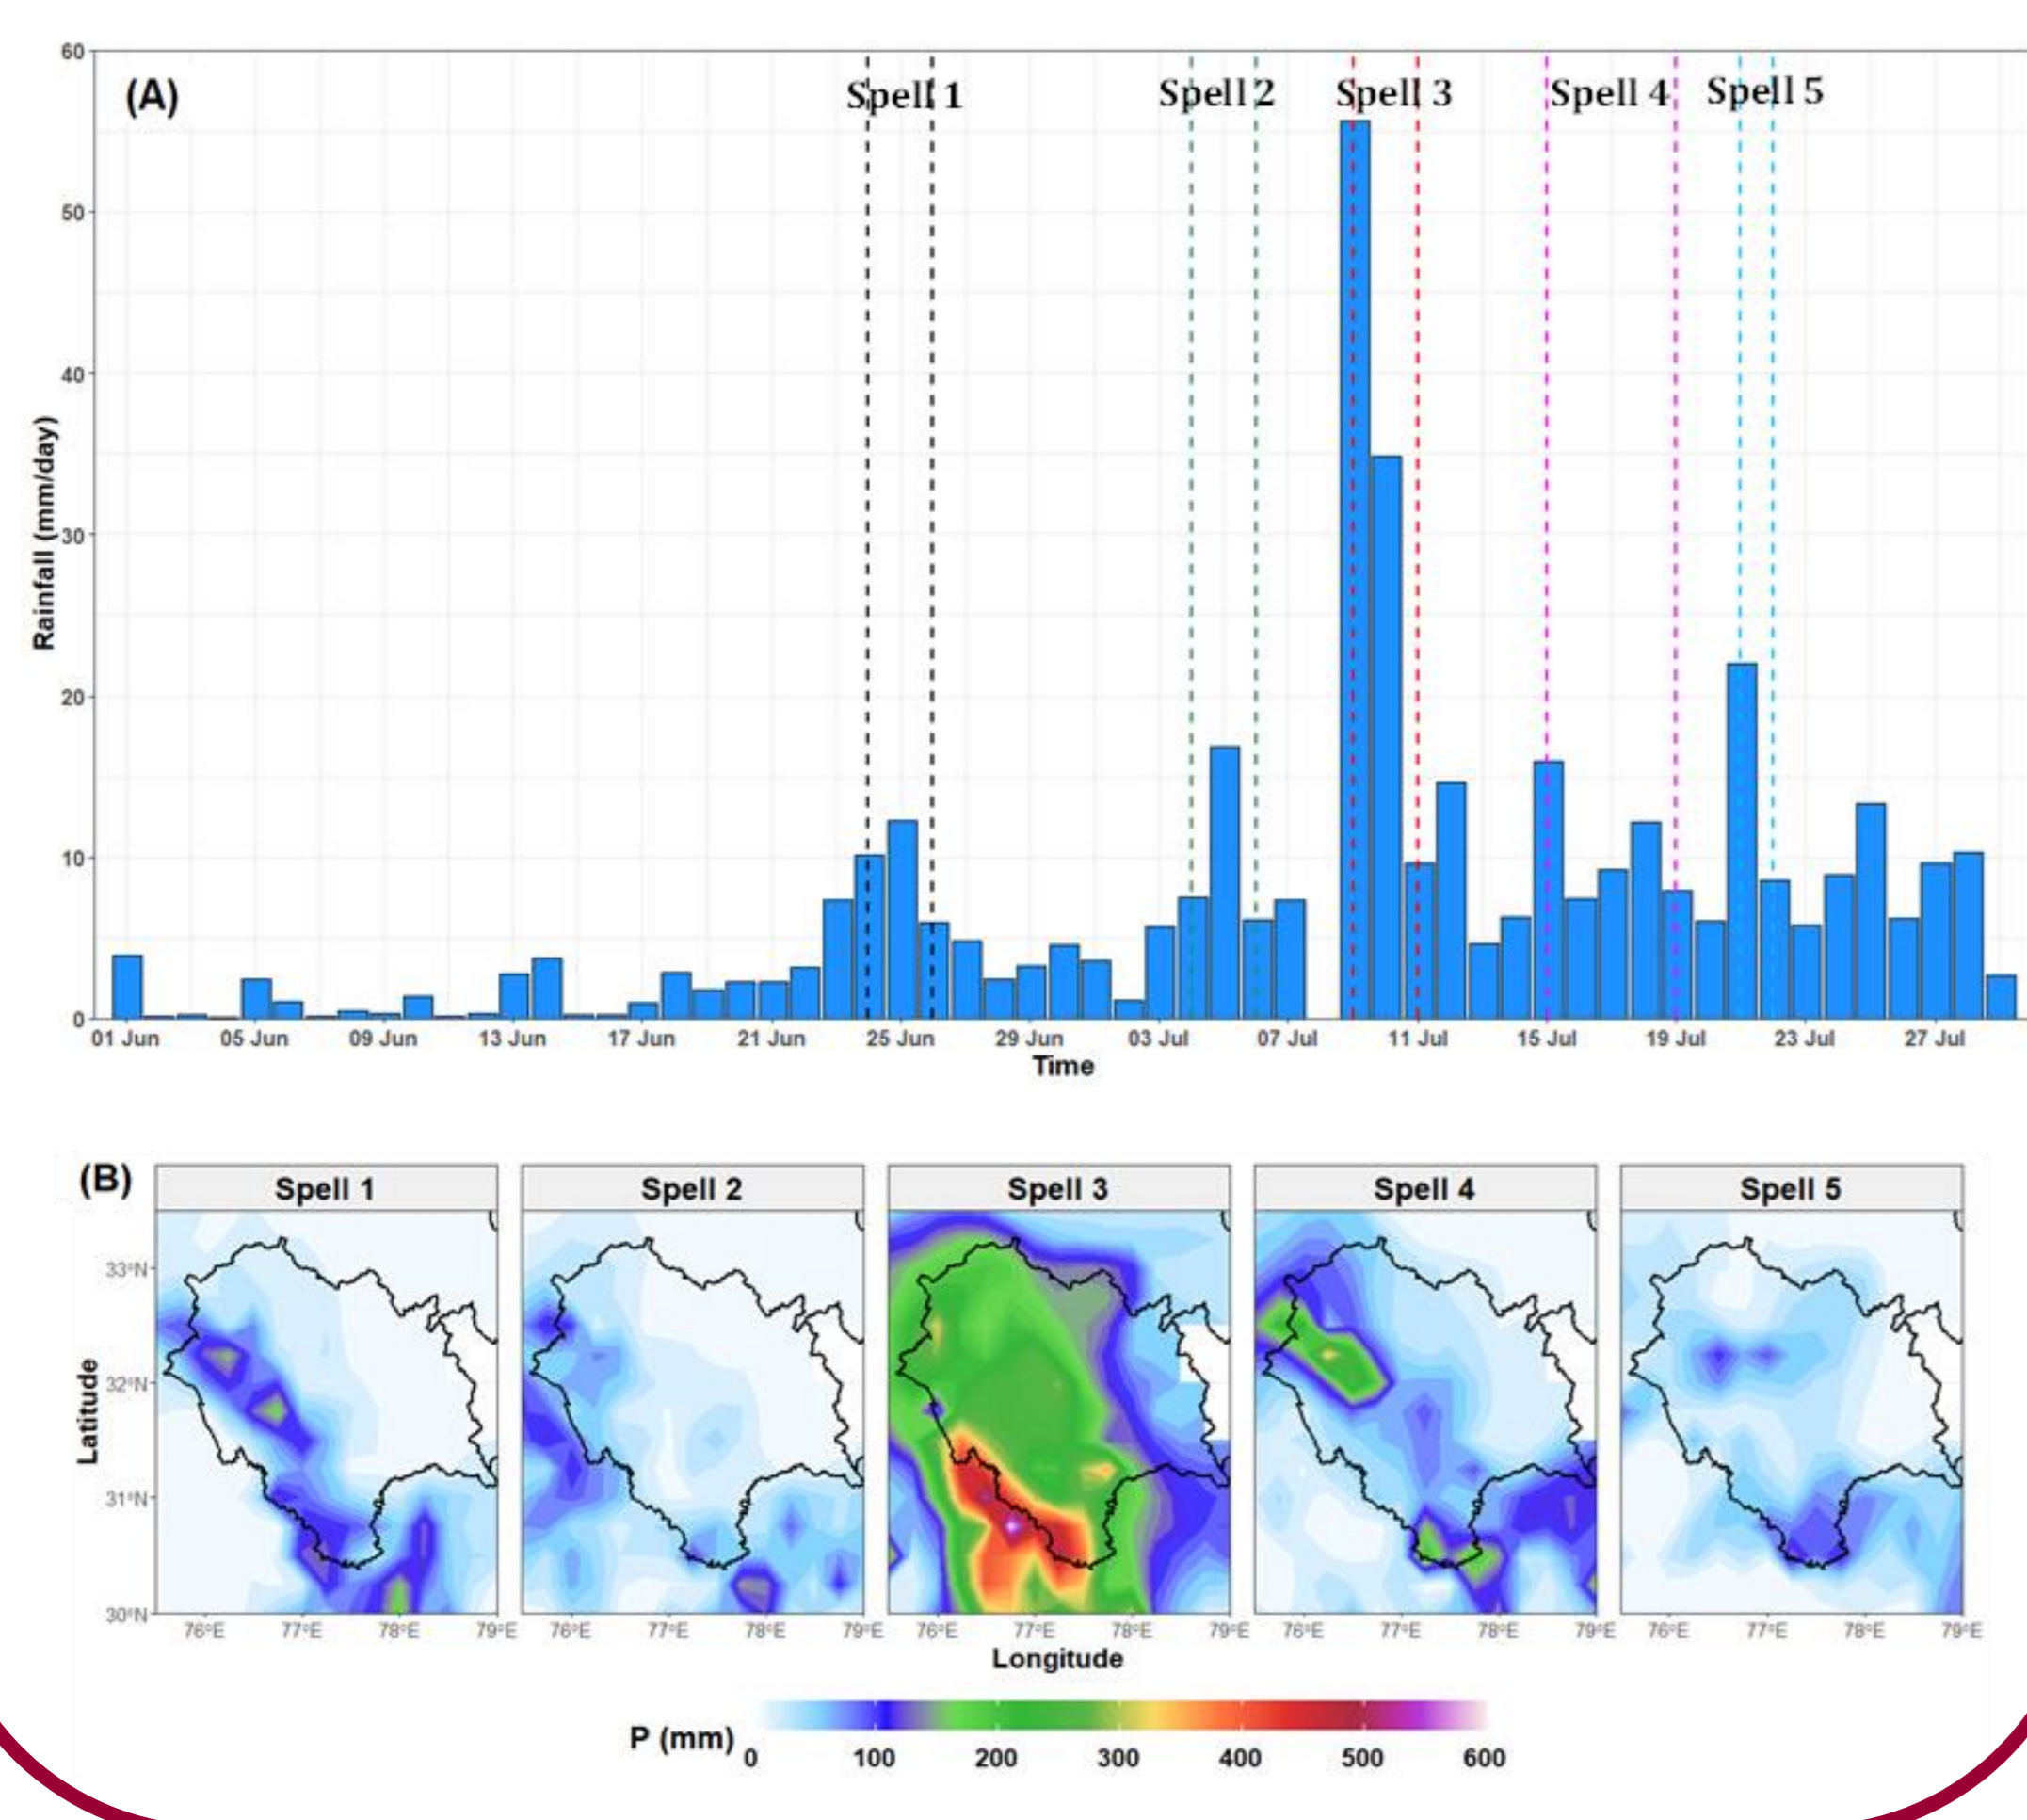 (A)
Spell 1 Spell 2 Spell 3 Spell 4 Spell 5
60
50
40
30
20
10
0
Rainfall (mm/day)
01 Jun 05 Jun 09 Jun 13 Jun 17 Jun 21 Jun 25 Jun 29 Jun 03 Jul 07 Jul 11 Jul 15 Jul 19 Jul 23 Jul 27 Jul
Time
(B)
Spell 1 Spell 2 Spell 3 Spell 4 Spell 5
33°N
32°N
31°N
30°N
Latitude
76°E 77°E 78°E 79°E 76°E 77°E 78°E 79°E 76°E 77°E 78°E 79°E 76°E 77°E 78°E 79°E 76°E 77°E 78°E 79°E
Longitude
P (mm)
0 100 200 300 400 500 600